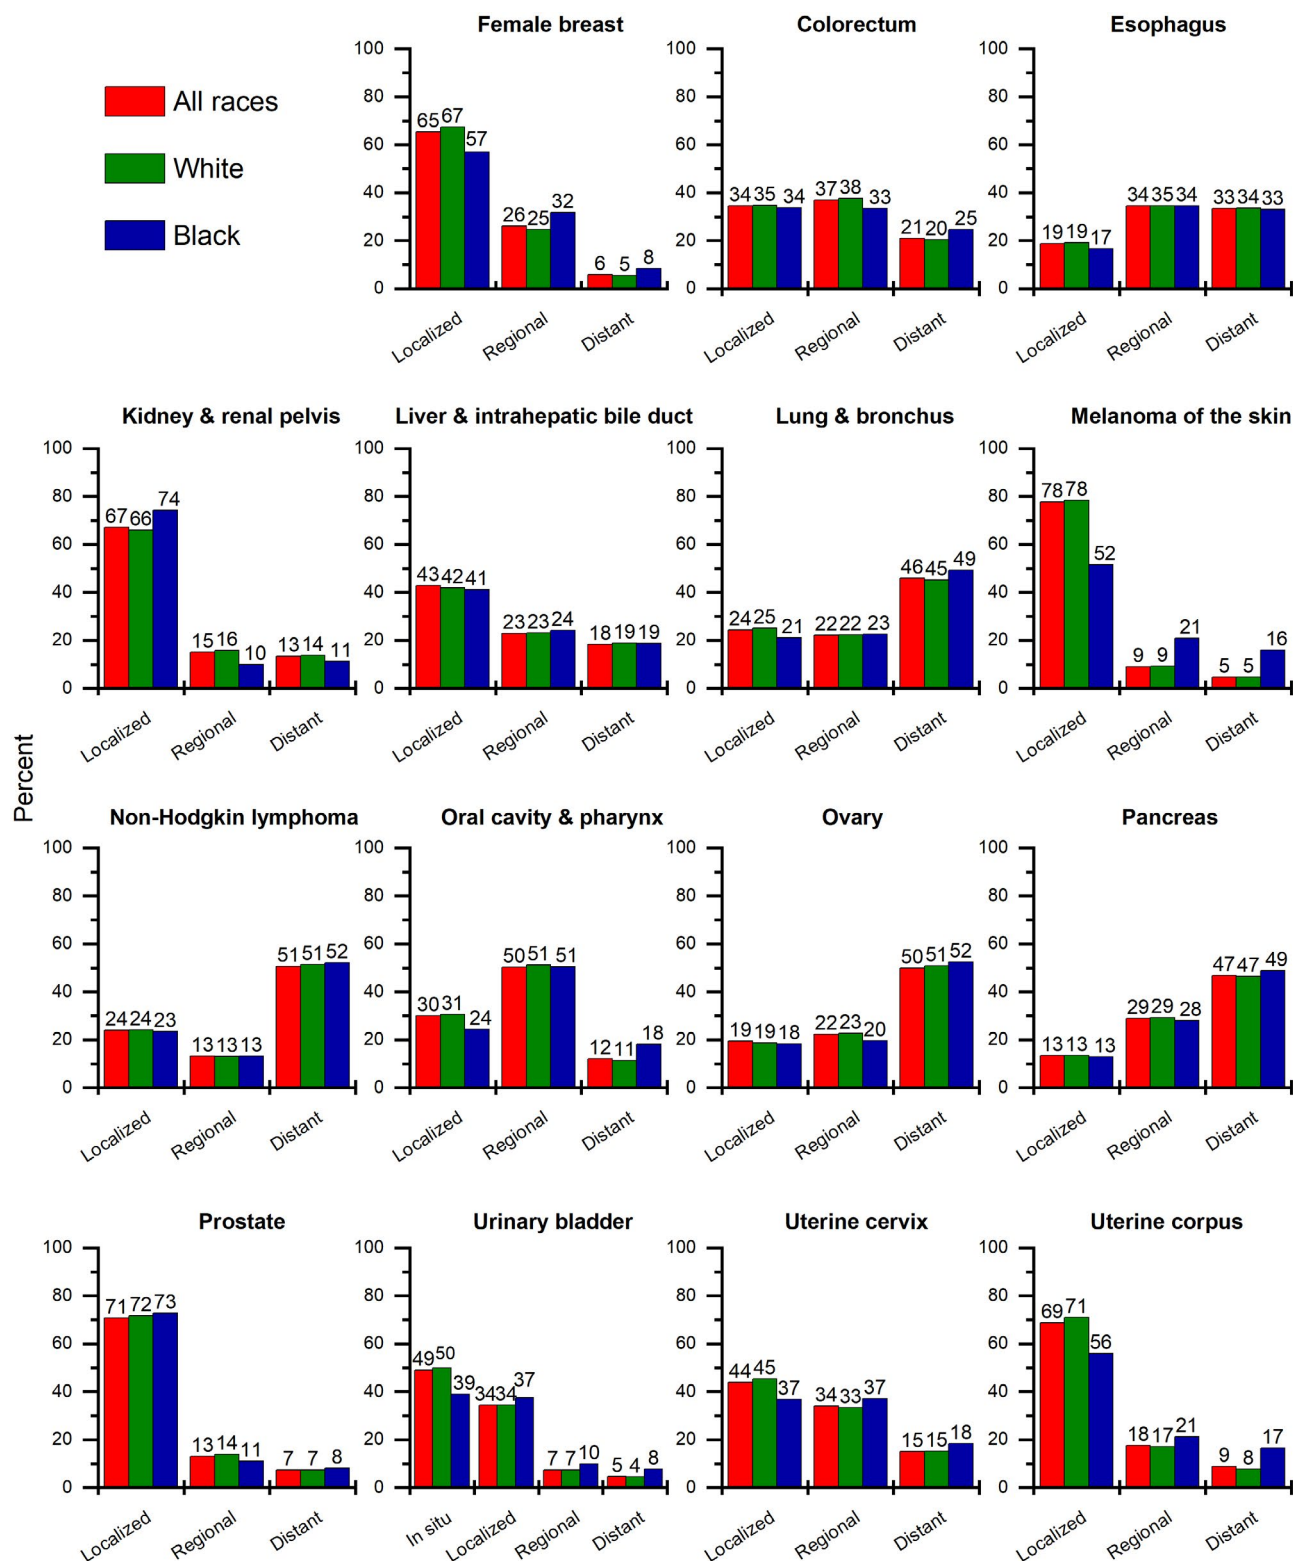 Female breast
Colorectum
Esophagus
All races
White
Black
100
80
60
40
20
0
65 67 57
26 25 32
6 5 8
Localized
Regional
Distant
100
80
60
40
20
0
34 35 34
37 38 33
21 20 25
Localized
Regional
Distant
100
80
60
40
20
0
19 19 17
34 35 34
33 34 33
Localized
Regional
Distant
Percent
Kidney & renal pelvis
Liver & intrahepatic bile duct
Lung & bronchus
Melanoma of the skin
100
80
60
40
20
0
67 66 74
15 16 10
13 14 11
Localized
Regional
Distant
100
80
60
40
20
0
43 42 41
23 23 24
18 19 19
Localized
Regional
Distant
100
80
60
40
20
0
24 25 21
22 22 23
46 45 49
Localized
Regional
Distant
100
80
60
40
20
0
78 78 52
9 9 21
5 5 16
Localized
Regional
Distant
Non-Hodgkin lymphoma
Oral cavity & pharynx
Ovary
Pancreas
100
80
60
40
20
0
24 24 23
13 13 13
51 51 52
Localized
Regional
Distant
100
80
60
40
20
0
30 31 24
50 51 51
12 11 18
Localized
Regional
Distant
100
80
60
40
20
0
19 19 18
22 23 20
50 51 52
Localized
Regional
Distant
100
80
60
40
20
0
13 13 13
29 29 28
47 47 49
Localized
Regional
Distant
Prostate
Urinary bladder
Uterine cervix
Uterine corpus
100
80
60
40
20
0
71 72 73
13 14 11
7 7 8
Localized
Regional
Distant
100
80
60
40
20
0
49 50 39
34 34 37
7 7 10
5 4 8
In situ
Localized
Regional
Distant
100
80
60
40
20
0
44 45 37
34 33 37
15 15 18
Localized
Regional
Distant
100
80
60
40
20
0
69 71 56
18 17 21
9 8 17
Localized
Regional
Distant